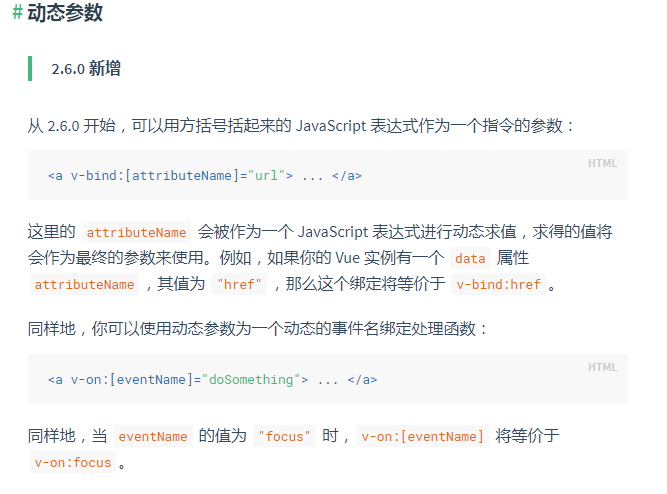 # 动态参数
2.6.0 新增
从 2.6.0 开始，可以用方括号括起来的 JavaScript 表达式作为一个指令的参数：
HTML
<a v-bind:[attributeName]="url"> ... </a>
这里的 attributeName 会被作为一个 JavaScript 表达式进行动态求值，求得的值将
会作为最终的参数来使用。例如，如果你的 Vue 实例有一个 data 属性
attributeName ，其值为 "href" ，那么这个绑定将等价于 v-bind:href 。
同样地，你可以使用动态参数为一个动态的事件名绑定处理函数：
HTML
<a v-on:[eventName]="doSomething"> ... </a>
同样地，当 eventName 的值为 "focus" 时， v-on:[eventName] 将等价于
v-on:focus 。